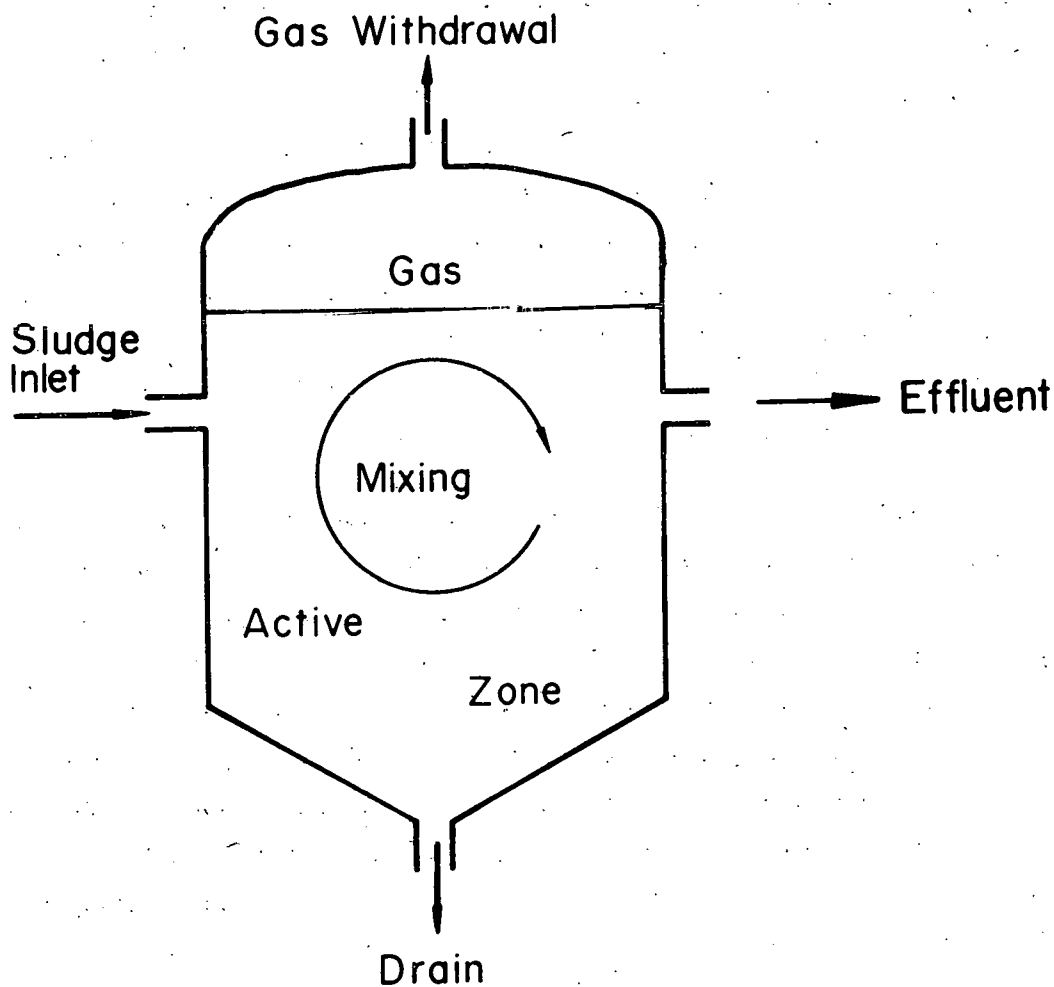 Gas Withdrawal
Gas
Sludge
Inlet
Effluent
Mixing
Active
Zone
Drain